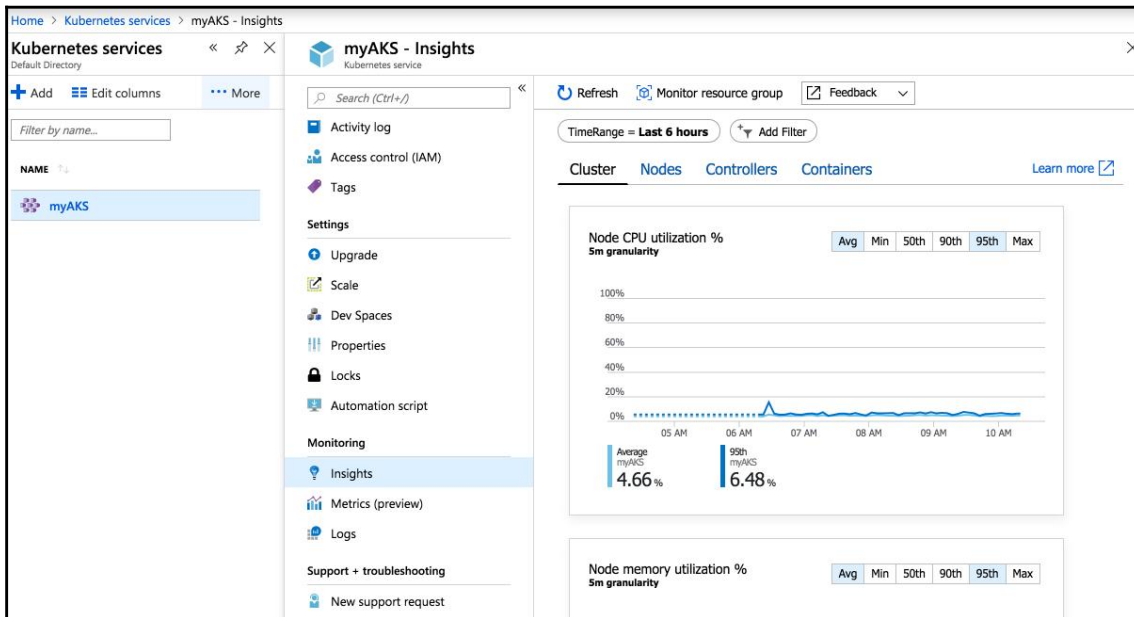 Home > Kubernetes services > myAKS - Insights
Kubernetes services
Default Directory
Add
Edit columns
More
Filter by name...
NAME
myAKS
myAKS - Insights
Kubernetes service
Search (Ctrl+/)
Activity log
Access control (IAM)
Tags
Settings
Upgrade
Scale
Dev Spaces
Properties
Locks
Automation script
Monitoring
Insights
Metrics (preview)
Logs
Support + troubleshooting
New support request
Refresh
Monitor resource group
Feedback
TimeRange = Last 6 hours
Add Filter
Cluster Nodes Controllers Containers
Learn more
Node CPU utilization %
5m granularity
Avg Min 50th 90th 95th Max
100%
80%
60%
40%
20%
0%
05 AM 06 AM 07 AM 08 AM 09 AM 10 AM
Average
myAKS
4.66 %
95th
myAKS
6.48 %
Node memory utilization %
5m granularity
Avg Min 50th 90th 95th Max